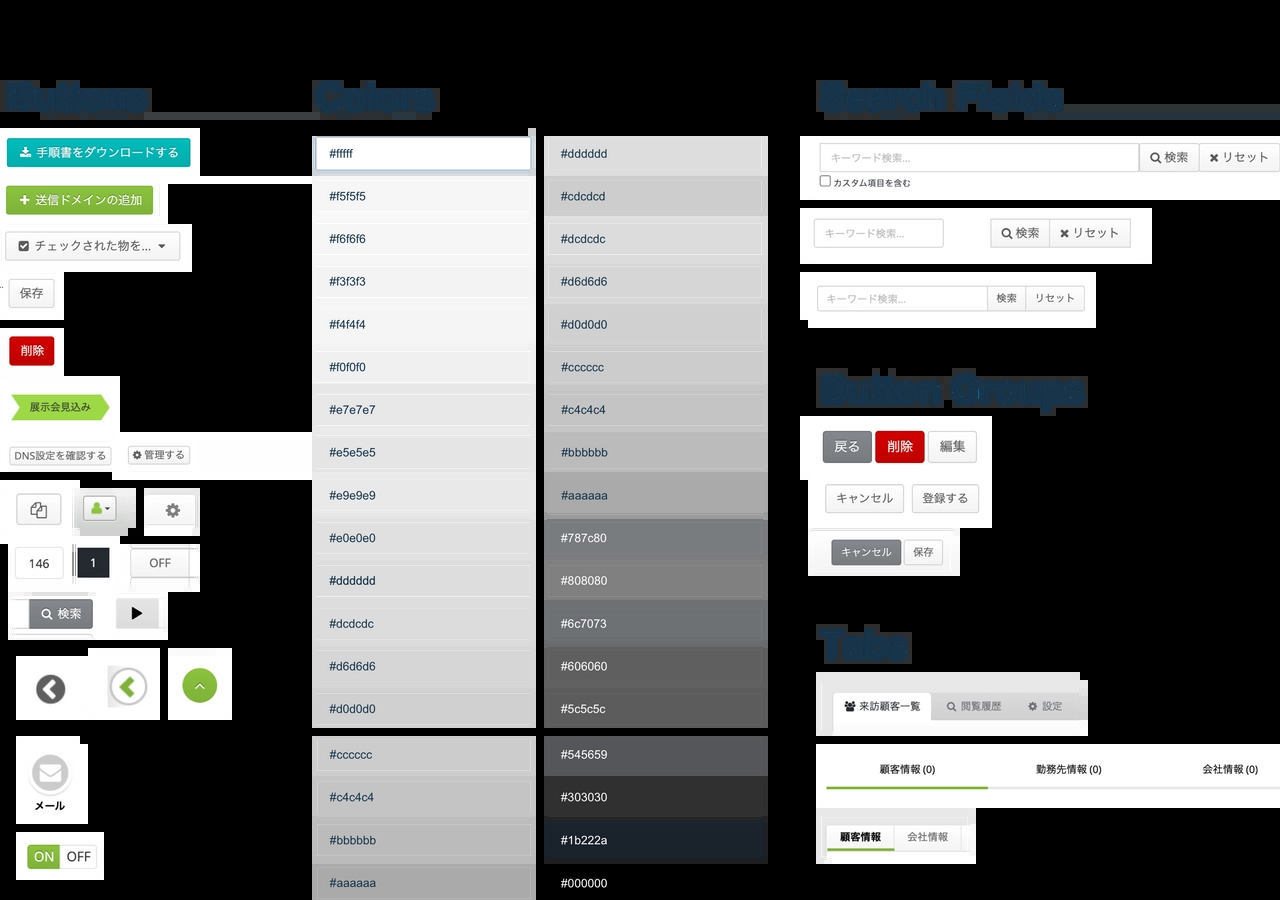 Buttons
手順書をダウンロードする
送信ドメインの追加
チェックされた物を...
保存
削除
展示会見込み
DNS設定を確認する
管理する
146
1
OFF
検索
メール
ON OFF
Colors
#fffff
#f5f5f5
#f6f6f6
#f3f3f3
#f4f4f4
#f0f0f0
#e7e7e7
#e5e5e5
#e9e9e9
#e0e0e0
#dddddd
#dcdcdc
#d6d6d6
#d0d0d0
#cccccc
#c4c4c4
#bbbbbb
#aaaaaa
#dddddd
#cdcdcd
#dcdcdc
#d6d6d6
#d0d0d0
#cccccc
#c4c4c4
#bbbbbb
#aaaaaa
#787c80
#808080
#6c7073
#606060
#5c5c5c
#545659
#303030
#1b222a
#000000
Search Fields
キーワード検索... 検索 リセット
カスタム項目を含む
キーワード検索... 検索 リセット
キーワード検索... 検索 リセット
Button Groups
戻る 削除 編集
キャンセル 登録する
キャンセル 保存
Tabs
来訪顧客一覧 閲覧履歴 設定
顧客情報 (0) 勤務先情報 (0) 会社情報 (0)
顧客情報 会社情報